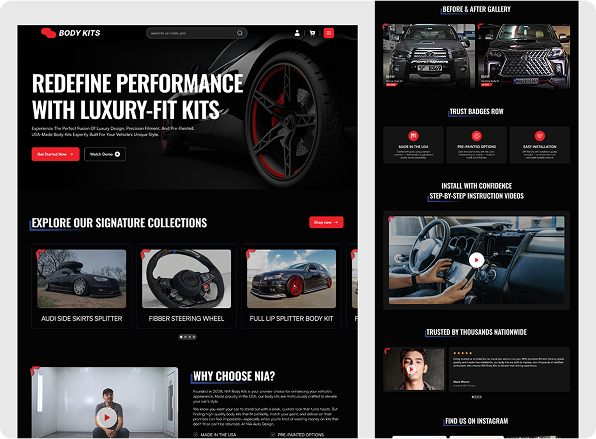 BODY KITS
REDEFINE PERFORMANCE
WITH LUXURY-FIT KITS
Experience The Perfect Fusion Of Luxury Design. Precision Fitment. And Pre-Painted.
USA-Made Body Kits Expertly Built For Your Vehicle's Unique Style.
Get Started Now
Watch Demo
EXPLORE OUR SIGNATURE COLLECTIONS
Shop now
AUDI SIDE SKIRTS SPLITTER
FIBBER STEERING WHEEL
FULL LIP SPLITTER BODY KIT
F
WHY CHOOSE NIA?
Founded in 2008, NIA Body Kits is your premier choice for enhancing your vehicle's
appearance. Made proudly in the USA, our body kits are meticulously crafted to elevate
your car's style.
We know you want your car to stand out with a sleek, custom look that turns heads. But
finding high-quality body kits that fit perfectly, match your paint, and deliver on their
promises can feel impossible—especially when you're tired of wasting money on kits that
don't fit or can't be returned. At NIA Auto Design.
MADE IN THE USA
PRE-PAINTED OPTIONS
BEFORE & AFTER GALLERY
BMW
BMW
TRUST BADGES ROW
MADE IN THE USA
PRE-PAINTED OPTIONS
EASY INSTALLATION
INSTALL WITH CONFIDENCE
STEP-BY-STEP INSTRUCTION VIDEOS
TRUSTED BY THOUSANDS NATIONWIDE
FIND US ON INSTAGRAM